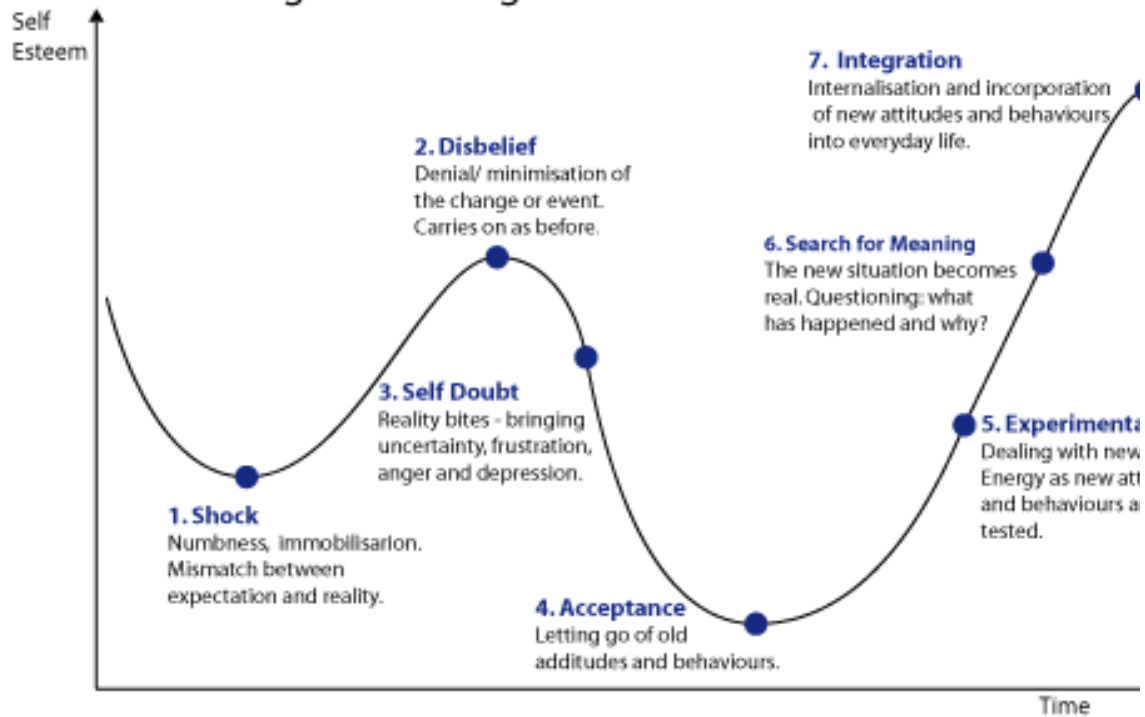 Self
Esteem
7. Integration
Internalisation and incorporation
of new attitudes and behaviours
into everyday life.
2. Disbelief
Denial/ minimisation of
the change or event.
Carries on as before.
6. Search for Meaning
The new situation becomes
real. Questioning: what
has happened and why?
3. Self Doubt
Reality bites - bringing
uncertainty, frustration,
anger and depression.
5. Experimenta
Dealing with new
Energy as new att
and behaviours a
tested.
1. Shock
Numbness, immobilisarion.
Mismatch between
expectation and reality.
4. Acceptance
Letting go of old
additudes and behaviours.
Time